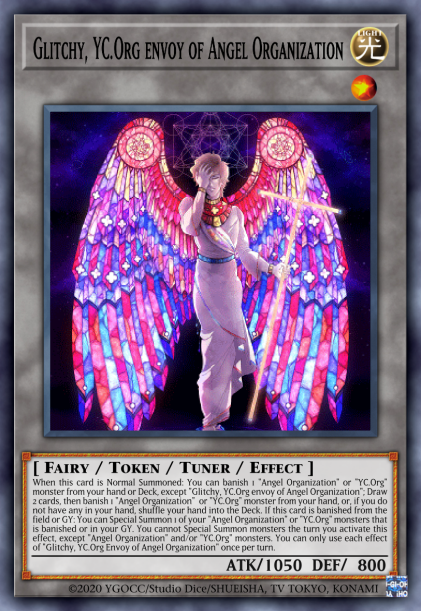 Glitchy, YC.Org envoy of Angel Organization
LIGHT
光
[ Fairy / Token / Tuner / Effect ]
When this card is Normal Summoned: You can banish 1 "Angel Organization" or "YC.Org"
monster from your hand or Deck, except "Glitchy, YC.Org envoy of Angel Organization"; Draw
2 cards, then banish 1 "Angel Organization" or "YC.Org" monster from your hand, or, if you do
not have any in your hand, shuffle your hand into the Deck. If this card is banished from the
field or GY: You can Special Summon 1 of your "Angel Organization" or "YC.Org" monsters that
is banished or in your GY. You cannot Special Summon monsters the turn you activate this
effect, except "Angel Organization" and/or "YC.Org" monsters. You can only use each effect
of "Glitchy, YC.Org Envoy of Angel Organization" once per turn.
ATK/1050 DEF/ 800
©2020 YGOCC/Studio Dice/SHUEISHA, TV TOKYO, KONAMI